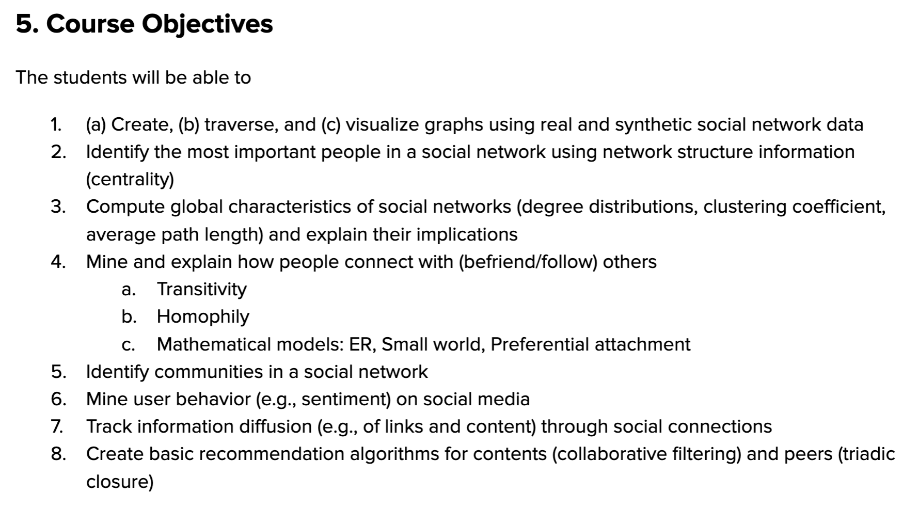 5. Course Objectives
The students will be able to
1. (a) Create, (b) traverse, and (c) visualize graphs using real and synthetic social network data
2. Identify the most important people in a social network using network structure information
(centrality)
3. Compute global characteristics of social networks (degree distributions, clustering coefficient,
average path length) and explain their implications
4. Mine and explain how people connect with (befriend/follow) others
a. Transitivity
b. Homophily
c. Mathematical models: ER, Small world, Preferential attachment
5. Identify communities in a social network
6. Mine user behavior (e.g., sentiment) on social media
7. Track information diffusion (e.g., of links and content) through social connections
8. Create basic recommendation algorithms for contents (collaborative filtering) and peers (triadic
closure)